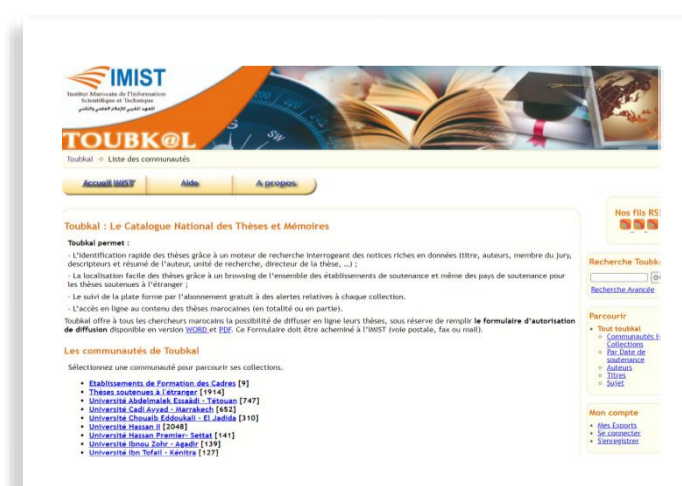 IMIST
Institut Marocain de l'Information
Scientifique et Technique
المعهد المغربي للإعلام العلمي والتقني
TOUBK@L
Toubkal Liste des communautés
Accueil IMIST Aide A propos
Toubkal : Le Catalogue National des Thèses et Mémoires
Toubkal permet :
- L'identification rapide des thèses grâce à un moteur de recherche interrogeant des notices riches en données (titre, auteurs, membre du jury,
descripteurs et résumé de l'auteur, unité de recherche, directeur de la thèse, …) ;
- La localisation facile des thèses grâce à un browsing de l'ensemble des établissements de soutenance et même des pays de soutenance pour
les thèses soutenues à l'étranger ;
- Le suivi de la plate forme par l'abonnement gratuit à des alertes relatives à chaque collection.
- L'accès en ligne au contenu des thèses marocaines (en totalité ou en partie).
Toubkal offre à tous les chercheurs marocains la possibilité de diffuser en ligne leurs thèses, sous réserve de remplir le formulaire d'autorisation
de diffusion disponible en version WORD et PDF. Ce Formulaire doit être acheminé à l'IMIST (voie postale, fax ou mail).
Les communautés de Toubkal
Sélectionnez une communauté pour parcourir ses collections.
Etablissements de Formation des Cadres [9]
Thèses soutenues à l'étranger [1914]
Université Abdelmalek Essaâdi - Tétouan [747]
Université Cadi Ayyad - Marrakech [652]
Université Chouaib Eddoukali - El Jadida [310]
Université Hassan II [2048]
Université Hassan Premier- Settat [141]
Université Ibnou Zohr - Agadir [139]
Université Ibn Tofail - Kénitra [127]
Nos fils RSS
Recherche Toubk
Recherche Avancée
Parcourir
Tout toubkal
Communautés
Collections
Par Date de
soutenance
Auteurs
Titres
Sujet
Mon compte
Mes Exports
Se connecter
S'enregistrer